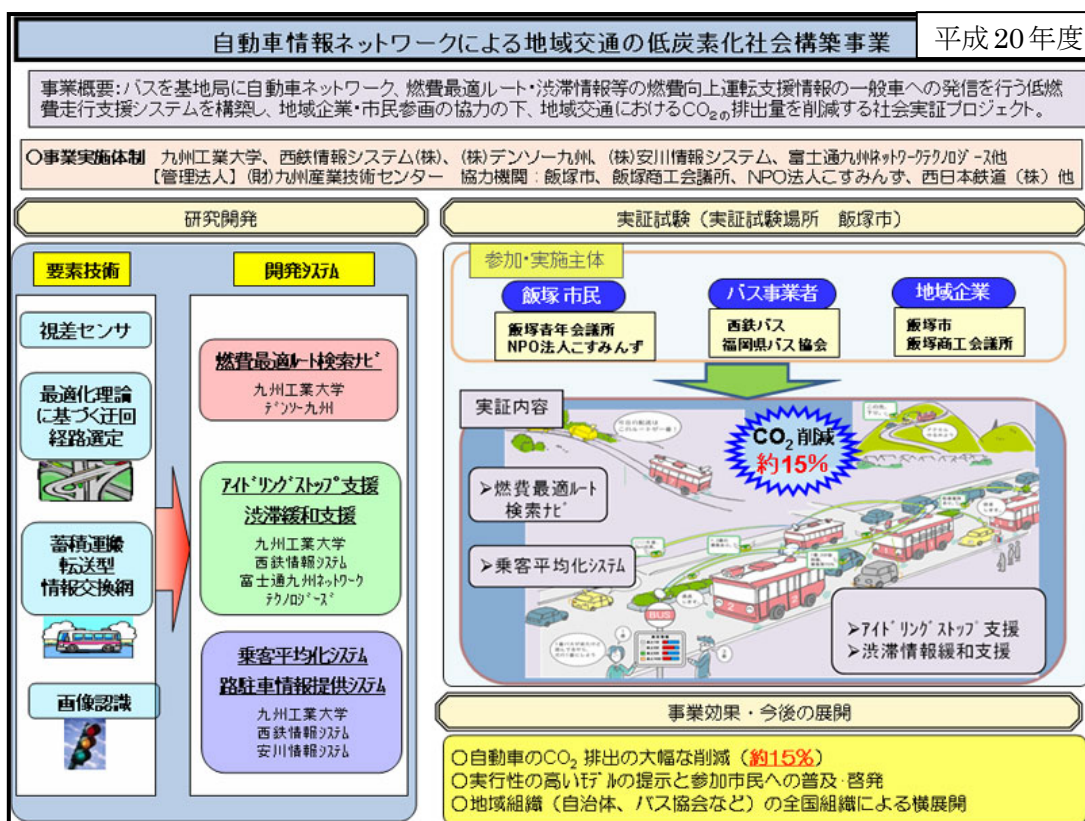 自動車情報ネットワークによる地域交通の低炭素化社会構築事業
平成20年度
事業概要:バスを基地局に自動車ネットワーク、燃費最適ルート・渋滞情報等の燃費向上運転支援情報の一般車への発信を行う低燃
費走行支援システムを構築し、地域企業・市民参画の協力の下、地域交通におけるCO₂の排出量を削減する社会実証プロジェクト。
○事業実施体制 九州工業大学、西鉄情報システム(株)、(株)デンソー九州、(株)安川情報システム、富士通九州ネットワークテクノロジーズ他
【管理法人】(財)九州産業技術センター 協力機関：飯塚市、飯塚商工会議所、NPO法人こすみんず、西日本鉄道（株）他
研究開発
要素技術
視差センサ
最適化理論
に基づく迂回
経路選定
蓄積運搬
転送型
情報交換網
画像認識
開発システム
燃費最適ルート検索ナビ
九州工業大学
デンソー九州
アイドリングストップ支援
渋滞緩和支援
九州工業大学
西鉄情報システム
富士通九州ネットワーク
テクノロジーズ
乗客平均化システム
路駐車情報提供システム
九州工業大学
西鉄情報システム
安川情報システム
実証試験（実証試験場所 飯塚市）
参加・実施主体
飯塚市民
飯塚青年会議所
NPO法人こすみんず
バス事業者
西鉄バス
福岡県バス協会
地域企業
飯塚市
飯塚商工会議所
実証内容
CO₂削減
約15%
➢燃費最適ルート
検索ナビ
➢乗客平均化システム
BUS
2
➢アイドリングストップ支援
➢渋滞情報緩和支援
事業効果・今後の展開
○自動車のCO₂排出の大幅な削減（約15%）
○実行性の高いモデルの提示と参加市民への普及・啓発
○地域組織（自治体、バス協会など）の全国組織による横展開